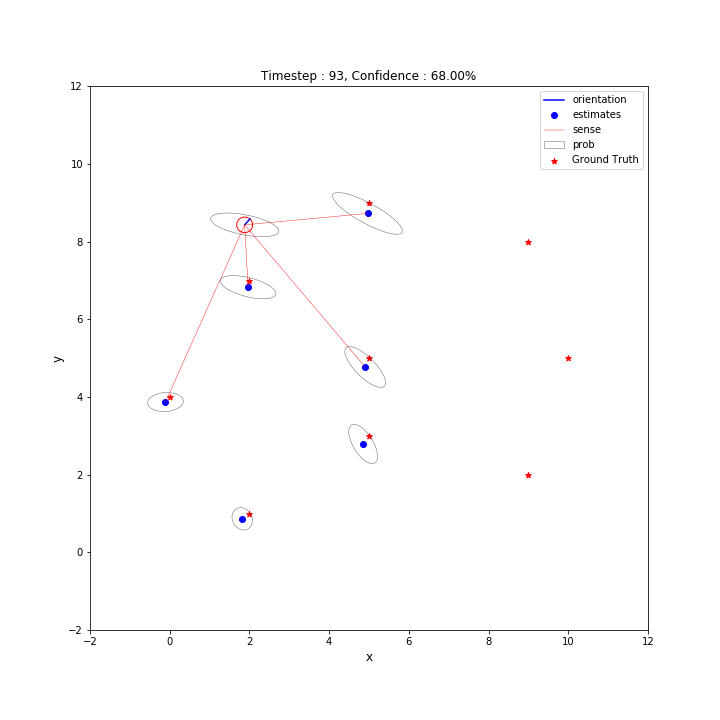 Timestep : 93, Confidence : 68.00%
12
10
8
6
4
2
0
−2
y
−2
0
2
4
6
8
10
12
x
orientation
estimates
sense
prob
Ground Truth